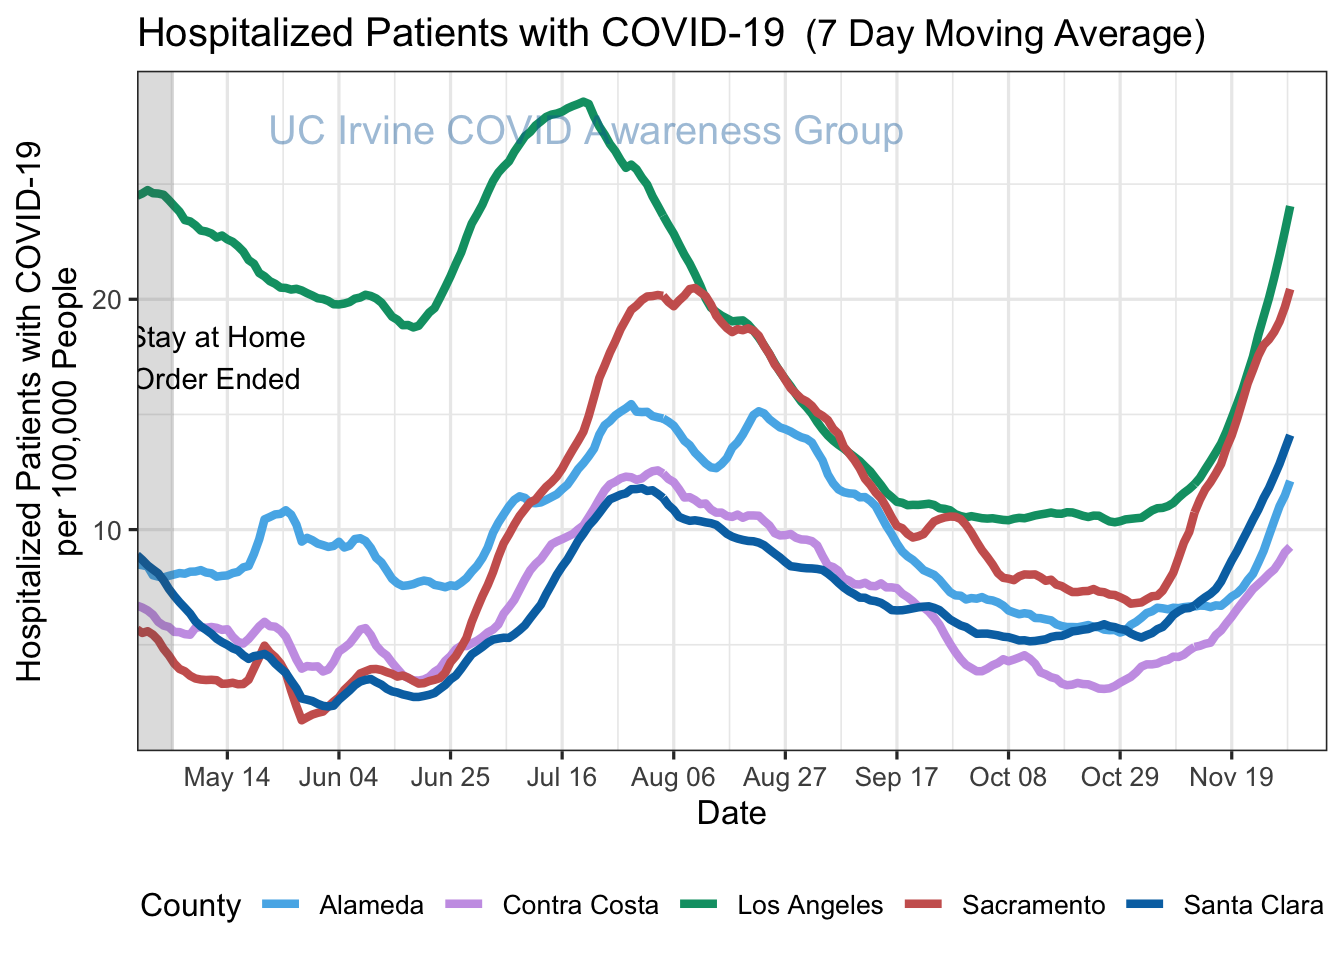 Hospitalized Patients with COVID-19 (7 Day Moving Average)
UC Irvine COVID Awareness Group
Hospitalized Patients with COVID-19
per 100,000 People
20
10
Stay at Home
Order Ended
May 14 Jun 04 Jun 25 Jul 16 Aug 06 Aug 27 Sep 17 Oct 08 Oct 29 Nov 19
Date
County Alameda Contra Costa Los Angeles Sacramento Santa Clara